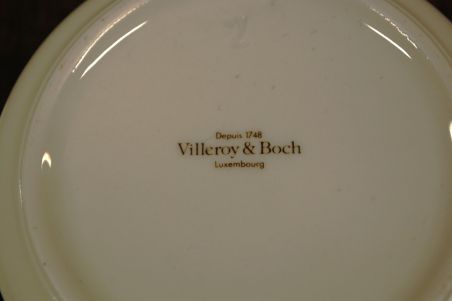 Depuis 1748
Villeroy & Boch
Luxembourg